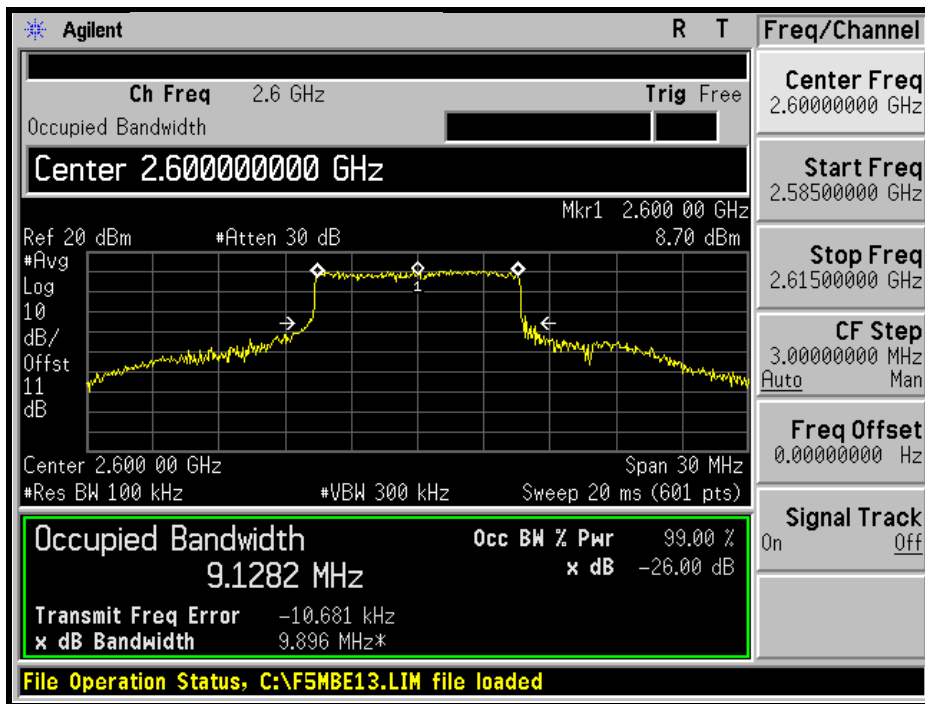 Agilent R T Freq/Channel
Ch Freq 2.6 GHz Trig Free
Occupied Bandwidth
Center 2.600000000 GHz
Mkr1 2.600 00 GHz
Ref 20 dBm #Atten 30 dB 8.70 dBm
#Avg
Log
10
dB/
Offst
11
dB
1
Center 2.600 00 GHz Span 30 MHz
#Res BW 100 kHz #VBW 300 kHz Sweep 20 ms (601 pts)
Occupied Bandwidth Occ BW % Pwr 99.00 %
9.1282 MHz x dB -26.00 dB
Transmit Freq Error -10.681 kHz
x dB Bandwidth 9.896 MHz*
File Operation Status, C:\F5MBE13.LIM file loaded
Center Freq
2.60000000 GHz
Start Freq
2.58500000 GHz
Stop Freq
2.61500000 GHz
CF Step
3.00000000 MHz
Auto Man
Freq Offset
0.00000000 Hz
Signal Track
On Off